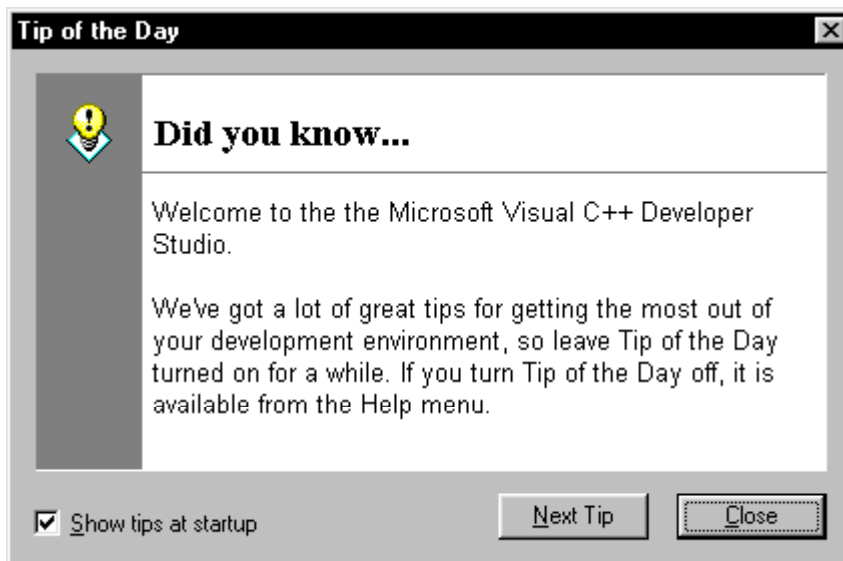 Tip of the Day
Did you know...
Welcome to the the Microsoft Visual C++ Developer
Studio.
We've got a lot of great tips for getting the most out of
your development environment, so leave Tip of the Day
turned on for a while. If you turn Tip of the Day off, it is
available from the Help menu.
Show tips at startup
Next Tip
Close